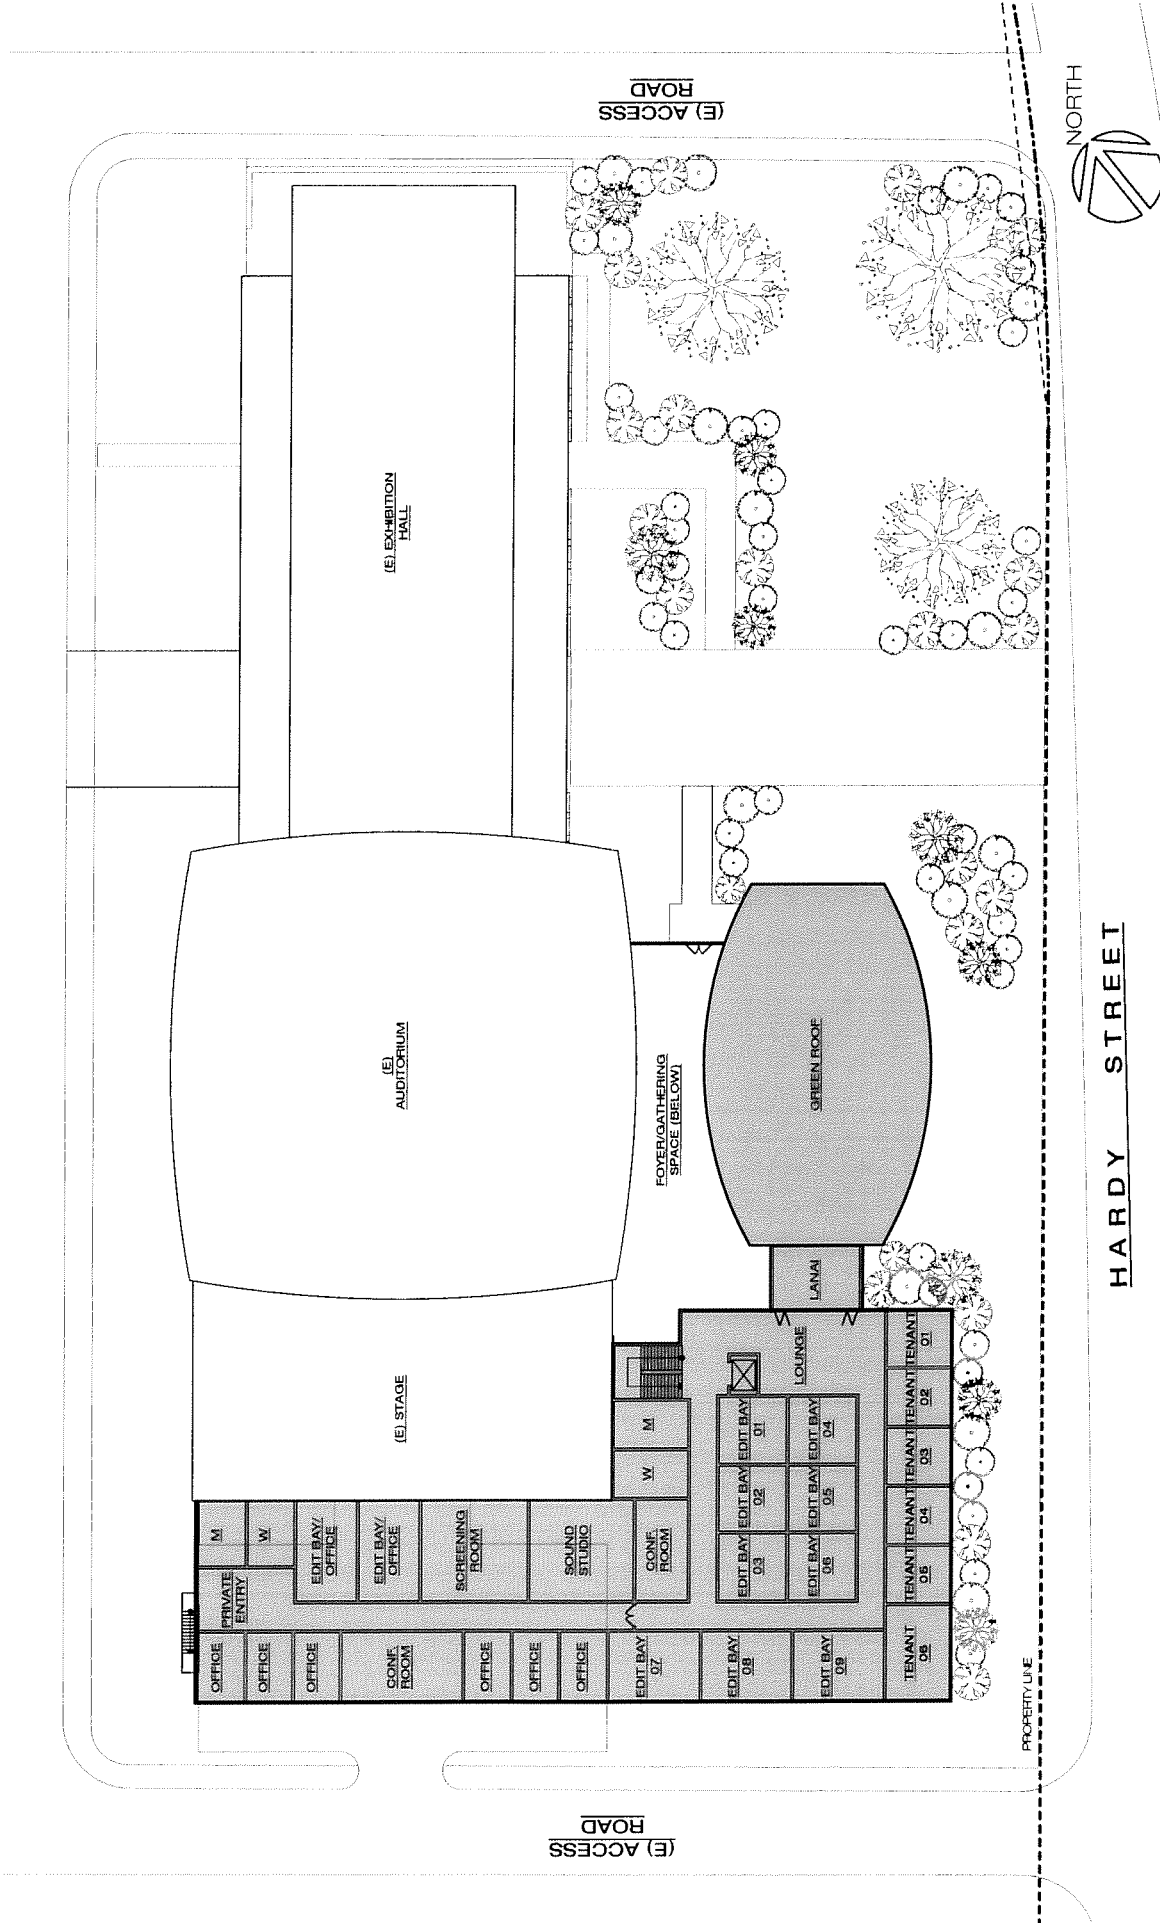 (E) ACCESS
ROAD
NORTH
(E) EXHIBITION
HALL
(E)
AUDITORIUM
FOYER/GATHERING
SPACE (BELOW)
GREEN ROOF
HARDY STREET
LANAI
(E) STAGE
LOUNGE
M
W
EDIT BAY
01
EDIT BAY
02
EDIT BAY
03
EDIT BAY
04
EDIT BAY
05
EDIT BAY
06
TENANT
01
TENANT
02
TENANT
03
TENANT
04
TENANT
05
TENANT
06
M
W
EDIT BAY/
OFFICE
EDIT BAY/
OFFICE
SCREENING
ROOM
SOUND
STUDIO
CONF.
ROOM
PRIVATE
ENTRY
OFFICE
OFFICE
OFFICE
CONF.
ROOM
OFFICE
OFFICE
OFFICE
EDIT BAY
07
EDIT BAY
08
EDIT BAY
09
PROPERTY LINE
(E) ACCESS
ROAD